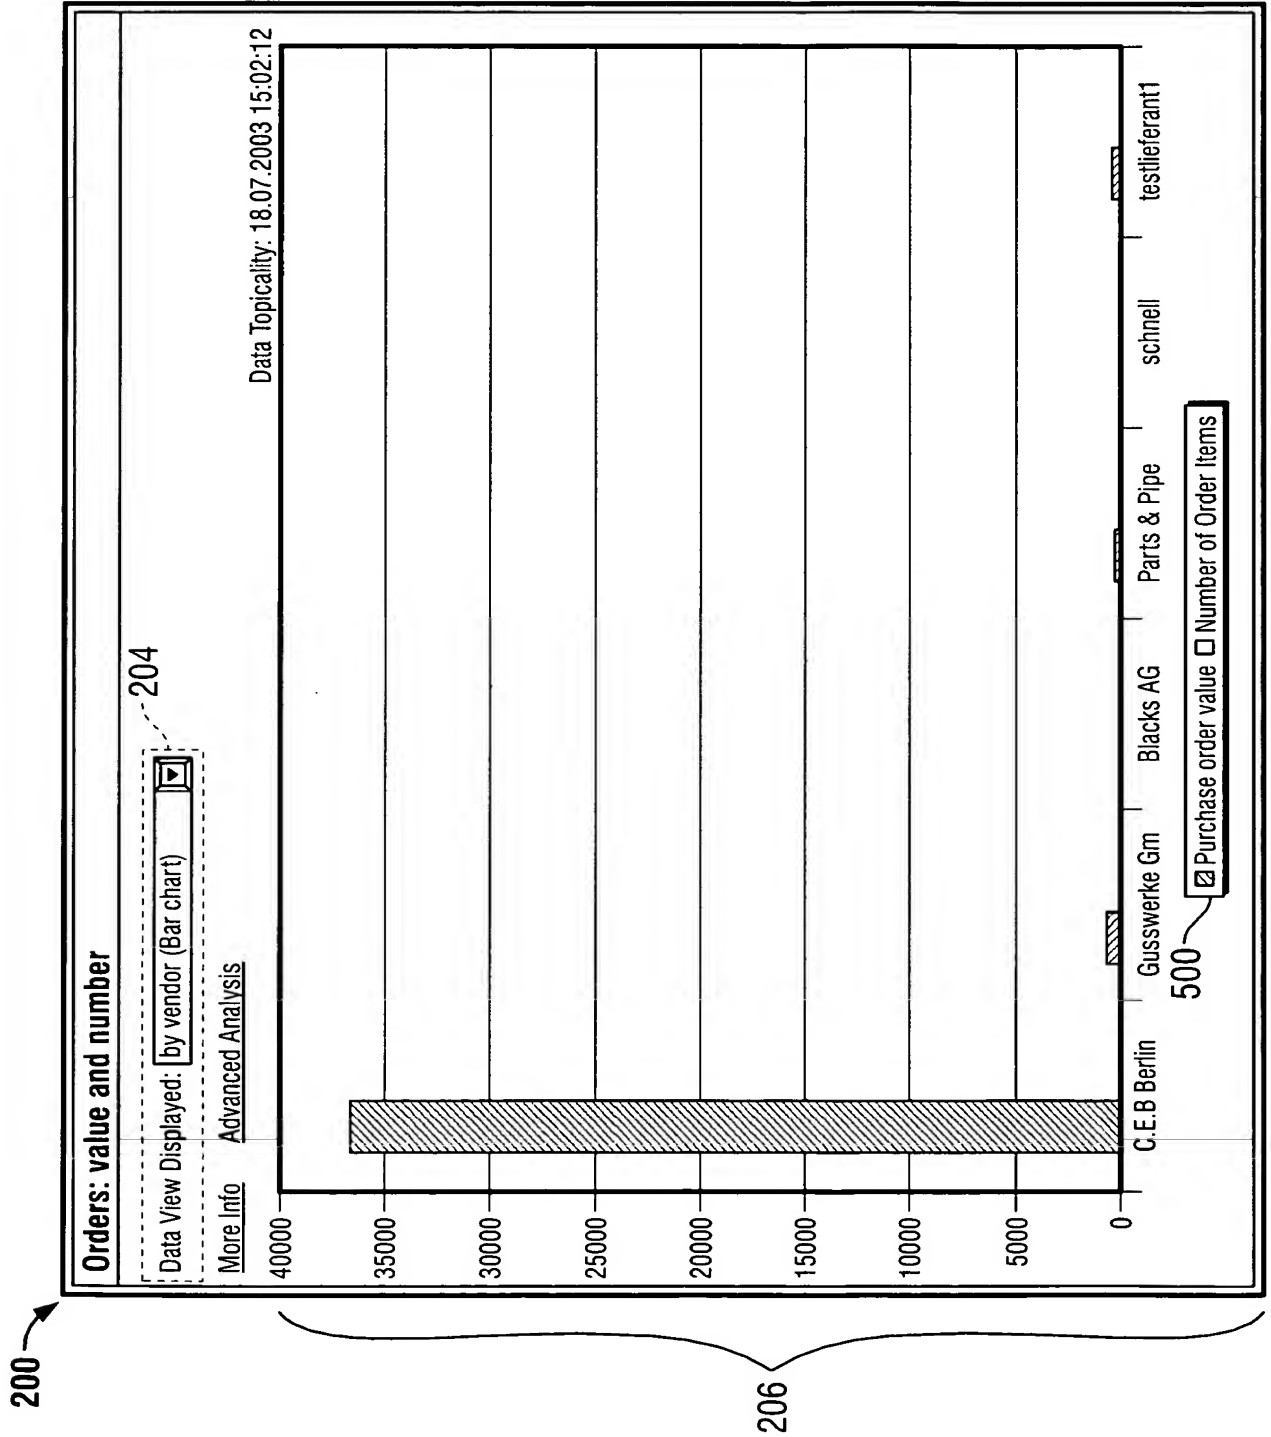 200
Orders: value and number
204
Data View Displayed: by vendor (Bar chart)
More Info Advanced Analysis
Data Topicality: 18.07.2003 15:02:12
40000
35000
30000
25000
20000
15000
10000
5000
0
C.E.B Berlin Gusswerke Gm Blacks AG Parts & Pipe schnell testlieferant1
500
Purchase order value Number of Order Items
206